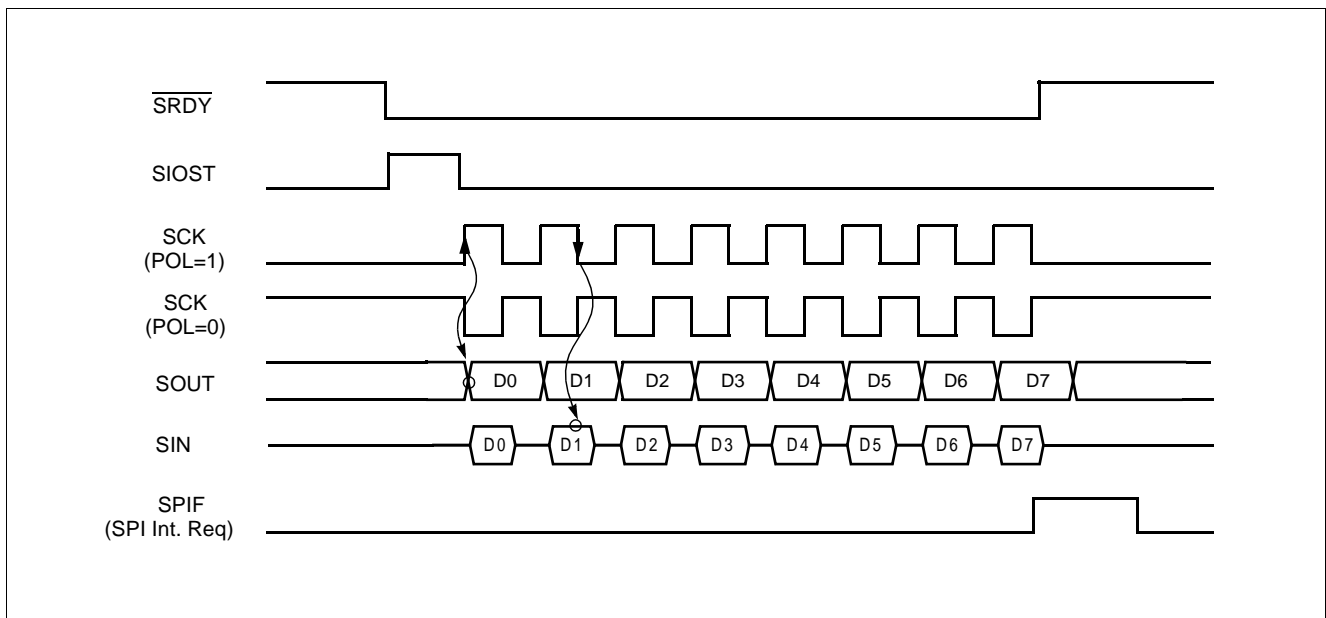 SRDY
SIOST
SCK
(POL=1)
SCK
(POL=0)
SOUT D0 D1 D2 D3 D4 D5 D6 D7
SIN D0 D1 D2 D3 D4 D5 D6 D7
SPIF
(SPI Int. Req)